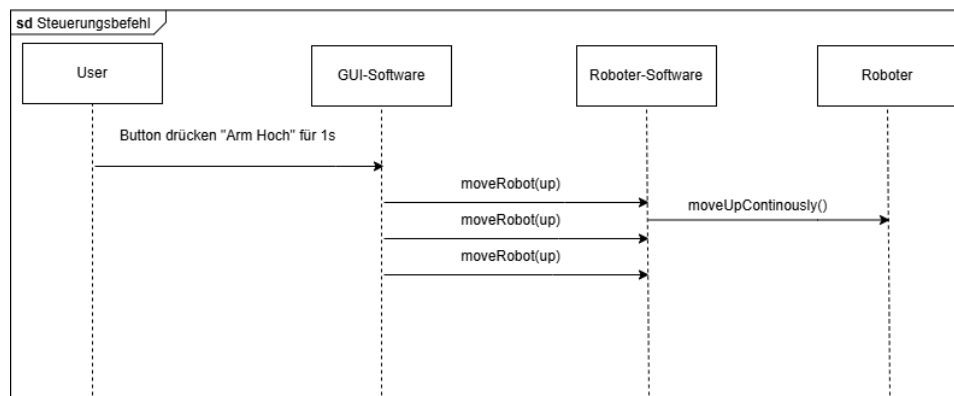 sd Steuerungsbefehl
User
GUI-Software
Roboter-Software
Roboter
Button drücken "Arm Hoch" für 1s
moveRobot(up)
moveUpContinously()
moveRobot(up)
moveRobot(up)